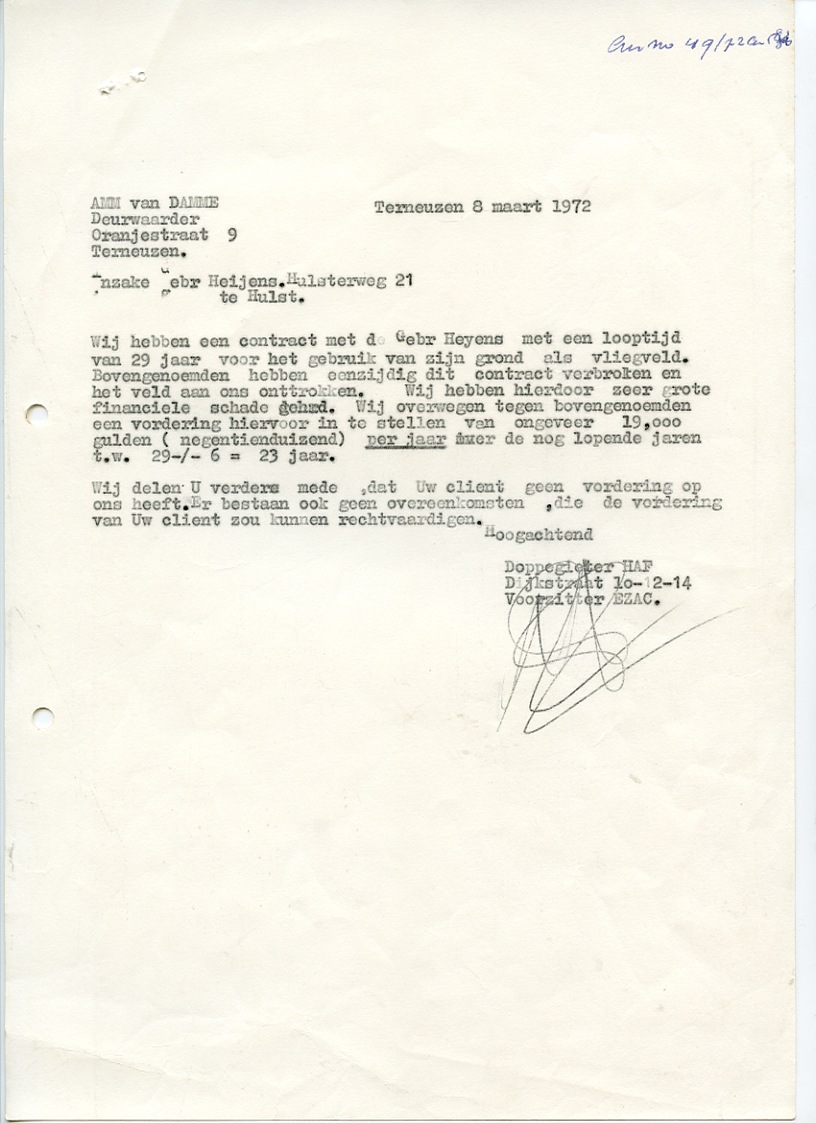 AMM van DAMME
Terneuzen 8 maart 1972
Deurwaarder
Oranjestraat 9
Terneuzen.
Inzake Gebr Heijens.Hulsterweg 21
te Hulst.
Wij hebben een contract met de Gebr Heyens met een looptijd
van 29 jaar voor het gebruik van zijn grond als vliegveld.
Bovengenoemden hebben eenzijdig dit contract verbroken en
het veld aan ons onttrokken. Wij hebben hierdoor zeer grote
financiele schade gehad. Wij overwegen tegen bovengenoemden
een vordering hiervoor in te stellen van ongeveer 19,ooo
gulden ( negentienduizend) per jaar de nog lopende jaren
t.w. 29-/- 6 = 23 jaar.
Wij delen U verders mede ,dat Uw client geen vordering op
ons heeft.Er bestaan ook geen overeenkomsten ,die de vordering
van Uw client zou kunnen rechtvaardigen.
Hoogachtend
Doppegieter HAF
Dijkstraat lo-12-14
Voorzitter EZAC.